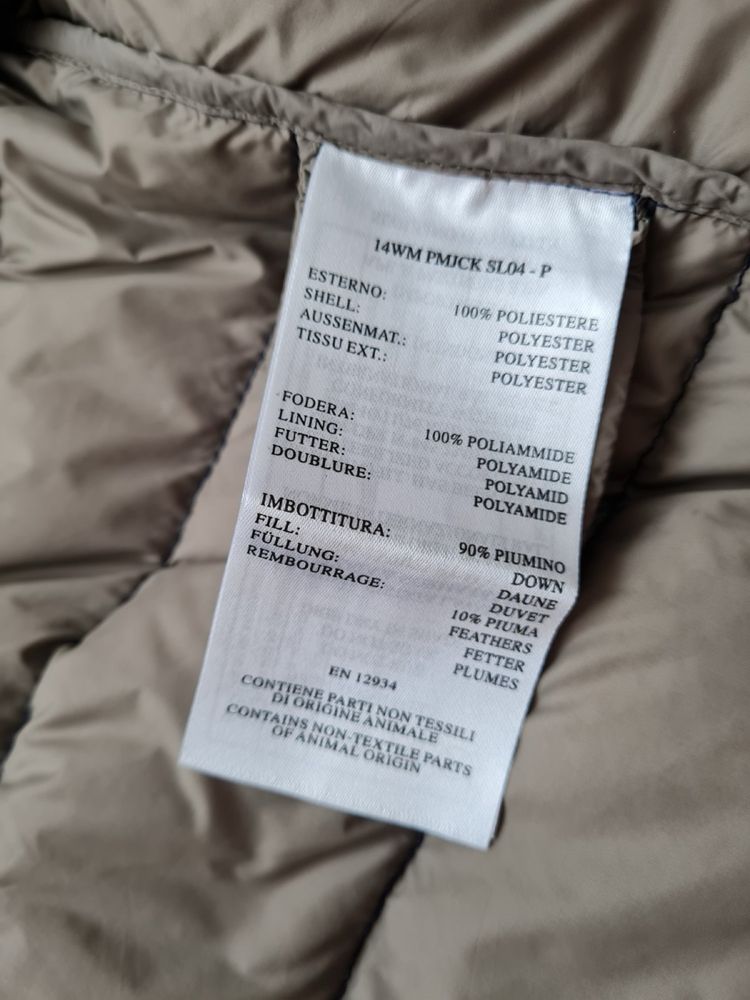 14WM PMJCK SL04 - P
ESTERNO: 100% POLIESTERE
SHELL: POLYESTER
AUSSENMAT.: POLYESTER
TISSU EXT.: POLYESTER
FODERA: 100% POLIAMMIDE
LINING: POLYAMIDE
FUTTER: POLYAMID
DOUBLURE: POLYAMIDE
IMBOTTITURA: 90% PIUMINO
FILL: DOWN
FÜLLUNG: DAUNE
REMBOURRAGE: DUVET
10% PIUMA
FEATHERS
FETTER
PLUMES
EN 12934
CONTIENE PARTI NON TESSILI
DI ORIGINE ANIMALE
CONTAINS NON-TEXTILE PARTS
OF ANIMAL ORIGIN